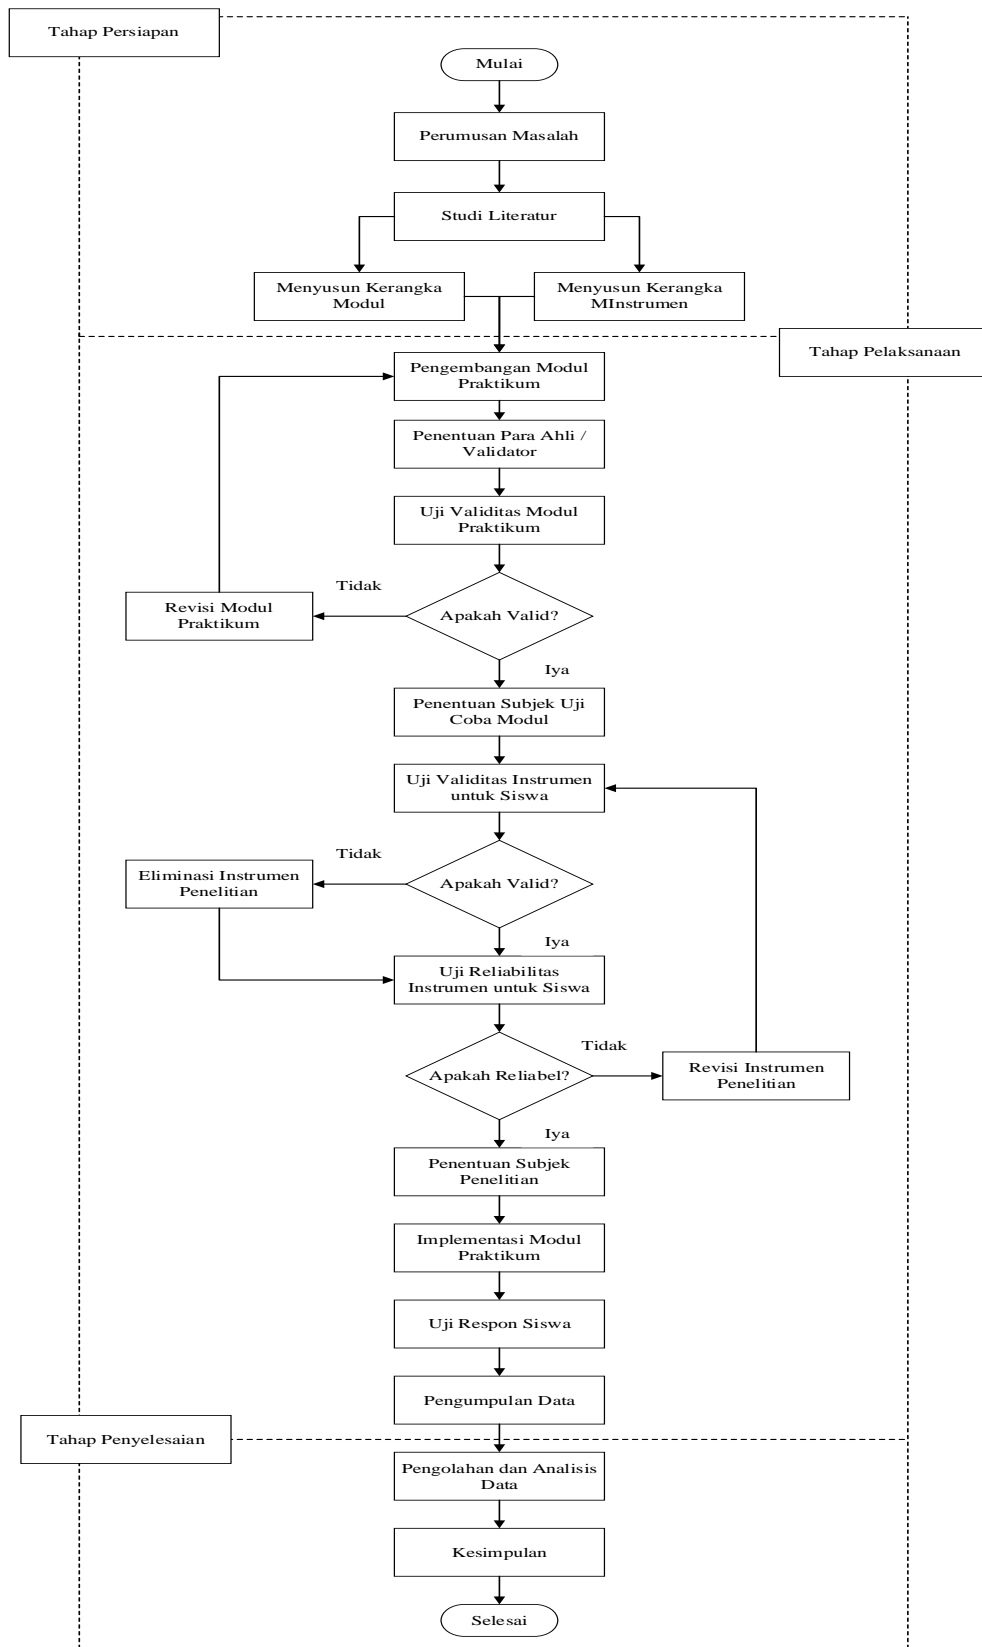 Tahap Persiapan
Mulai
Perumusan Masalah
Studi Literatur
Menyusun Kerangka
Modul
Menyusun Kerangka
MInstrumen
Tahap Pelaksanaan
Pengembangan Modul
Praktikum
Penentuan Para Ahli /
Validator
Uji Validitas Modul
Praktikum
Tidak
Revisi Modul
Praktikum
Apakah Valid?
Iya
Penentuan Subjek Uji
Coba Modul
Uji Validitas Instrumen
untuk Siswa
Tidak
Eliminasi Instrumen
Penelitian
Apakah Valid?
Iya
Uji Reliabilitas
Instrumen untuk Siswa
Tidak
Apakah Reliabel?
Revisi Instrumen
Penelitian
Iya
Penentuan Subjek
Penelitian
Implementasi Modul
Praktikum
Uji Respon Siswa
Pengumpulan Data
Tahap Penyelesaian
Pengolahan dan Analisis
Data
Kesimpulan
Selesai